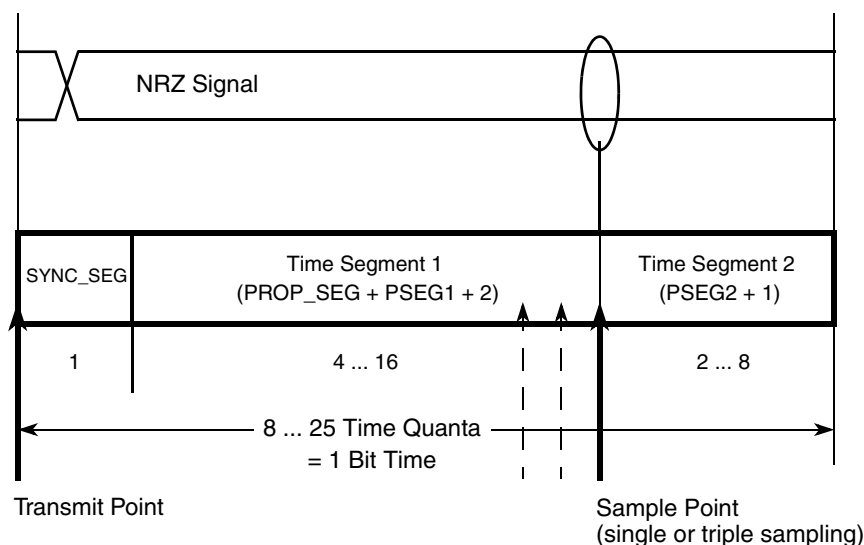 NRZ Signal
SYNC_SEG
Time Segment 1
(PROP_SEG + PSEG1 + 2)
Time Segment 2
(PSEG2 + 1)
1
4 ... 16
2 ... 8
8 ... 25 Time Quanta
= 1 Bit Time
Transmit Point
Sample Point
(single or triple sampling)